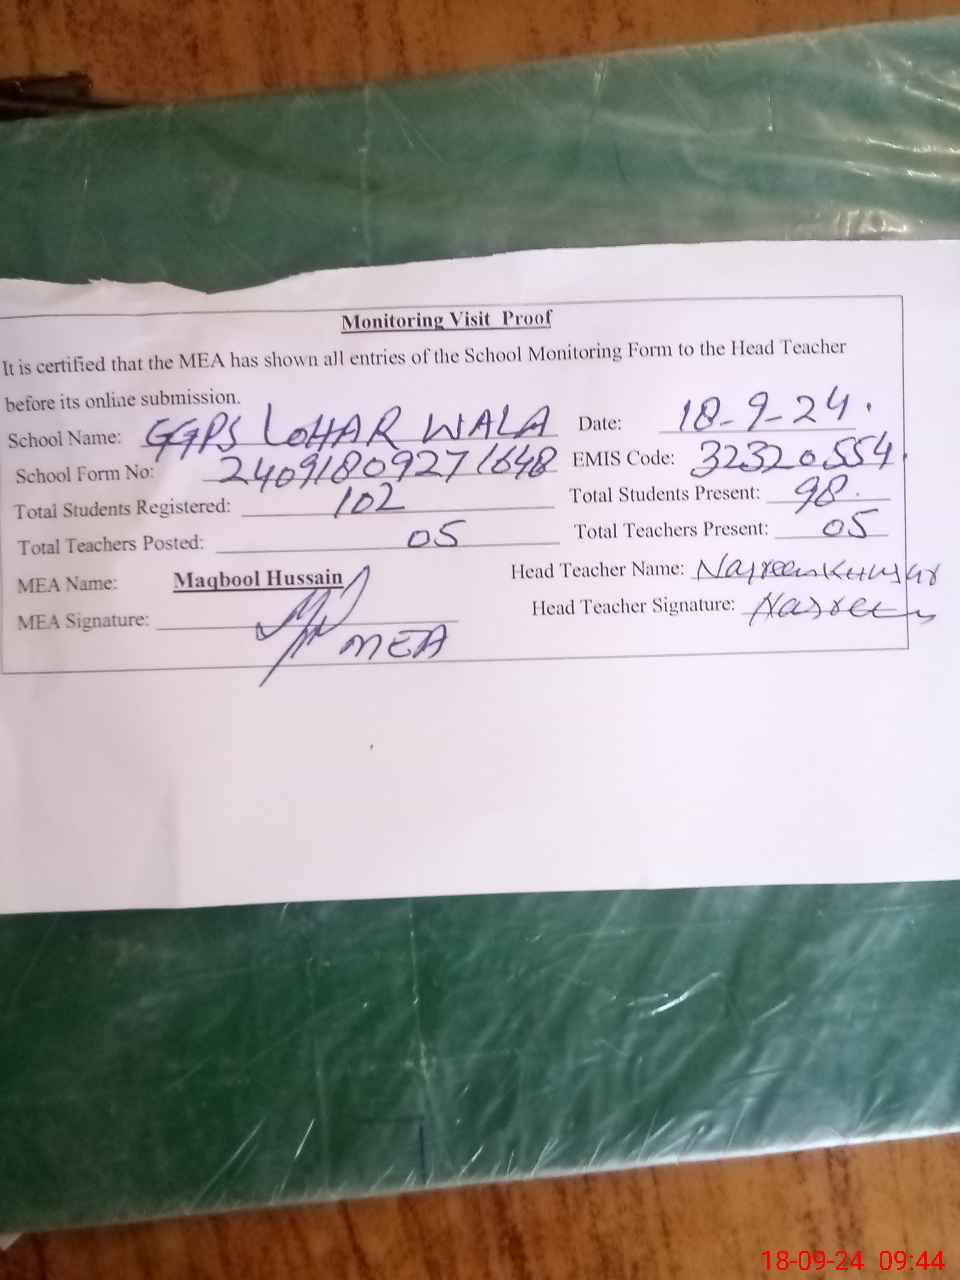 Monitoring Visit Proof
It is certified that the MEA has shown all entries of the School Monitoring Form to the Head Teacher
before its online submission.
School Name: GGPS LOHAR WALA Date: 18-9-24.
School Form No: 24091809271648 EMIS Code: 32320554
Total Students Registered: 102 Total Students Present: 98.
Total Teachers Posted: 05 Total Teachers Present: 05
MEA Name: Maqbool Hussain Head Teacher Name: Nasreen
MEA Signature: MEA Head Teacher Signature: Nasreen
18-09-24 09:44